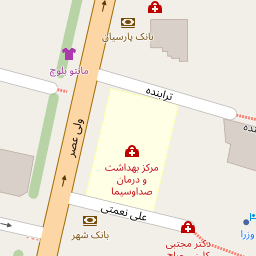 بانک پارسیان
مانتو بلوچ
ترابنده
ولی عصر
مرکز بهداشت
و درمان
صداوسیما
علی نعمتی
بانک شهر
دکتر مجتبی
وزرا